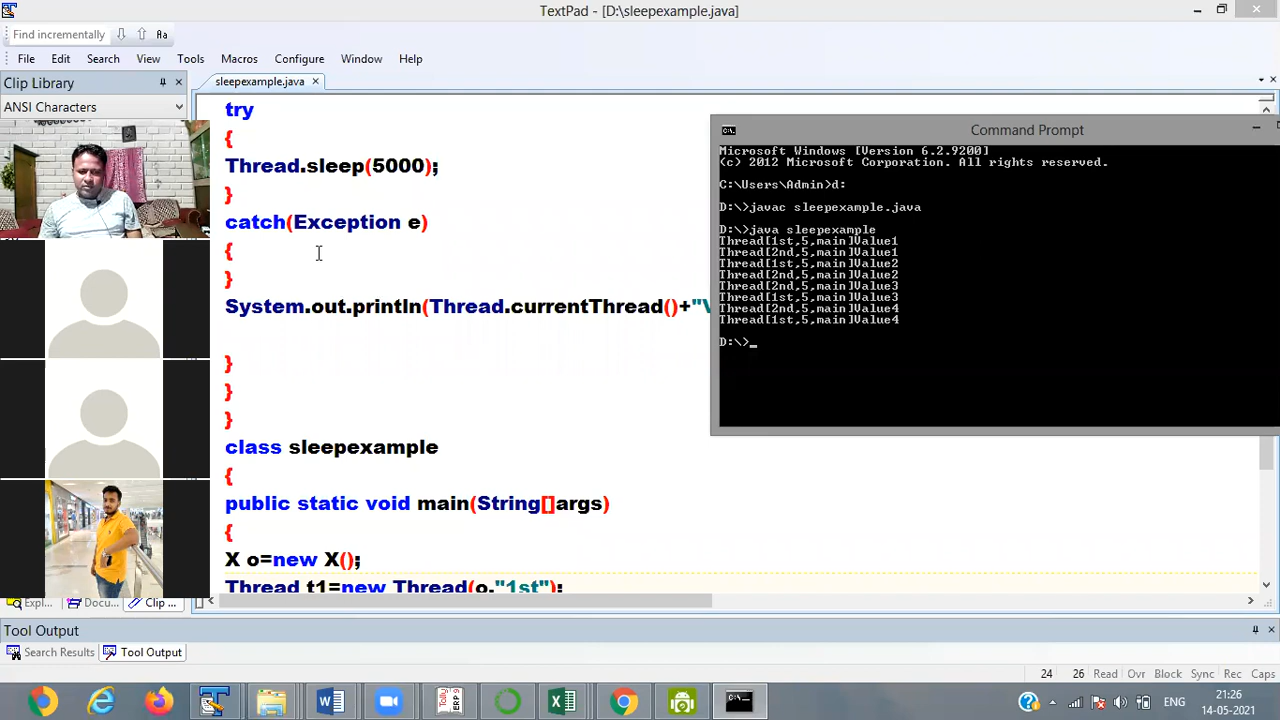 TextPad - [D:\sleepexample.java]
Find incrementally
File Edit Search View Tools Macros Configure Window Help
Clip Library
sleepexample.java
ANSI Characters
try
{
Thread.sleep(5000);
}
catch(Exception e)
{
}
System.out.println(Thread.currentThread()+"V
}
}
}
class sleepexample
{
public static void main(String[]args)
{
X o=new X();
Thread t1=new Thread(o,"1st");
Command Prompt
Microsoft Windows [Version 6.2.9200]
(c) 2012 Microsoft Corporation. All rights reserved.
C:\Users\Admin>d:
D:\>javac sleepexample.java
D:\>java sleepexample
Thread[1st,5,main]Value1
Thread[2nd,5,main]Value1
Thread[1st,5,main]Value2
Thread[2nd,5,main]Value2
Thread[2nd,5,main]Value3
Thread[1st,5,main]Value3
Thread[2nd,5,main]Value4
Thread[1st,5,main]Value4
D:\>_
Expl... Docu... Clip ...
Tool Output
Search Results Tool Output
24 26 Read Ovr Block Sync Rec Caps
ENG
21:26
14-05-2021